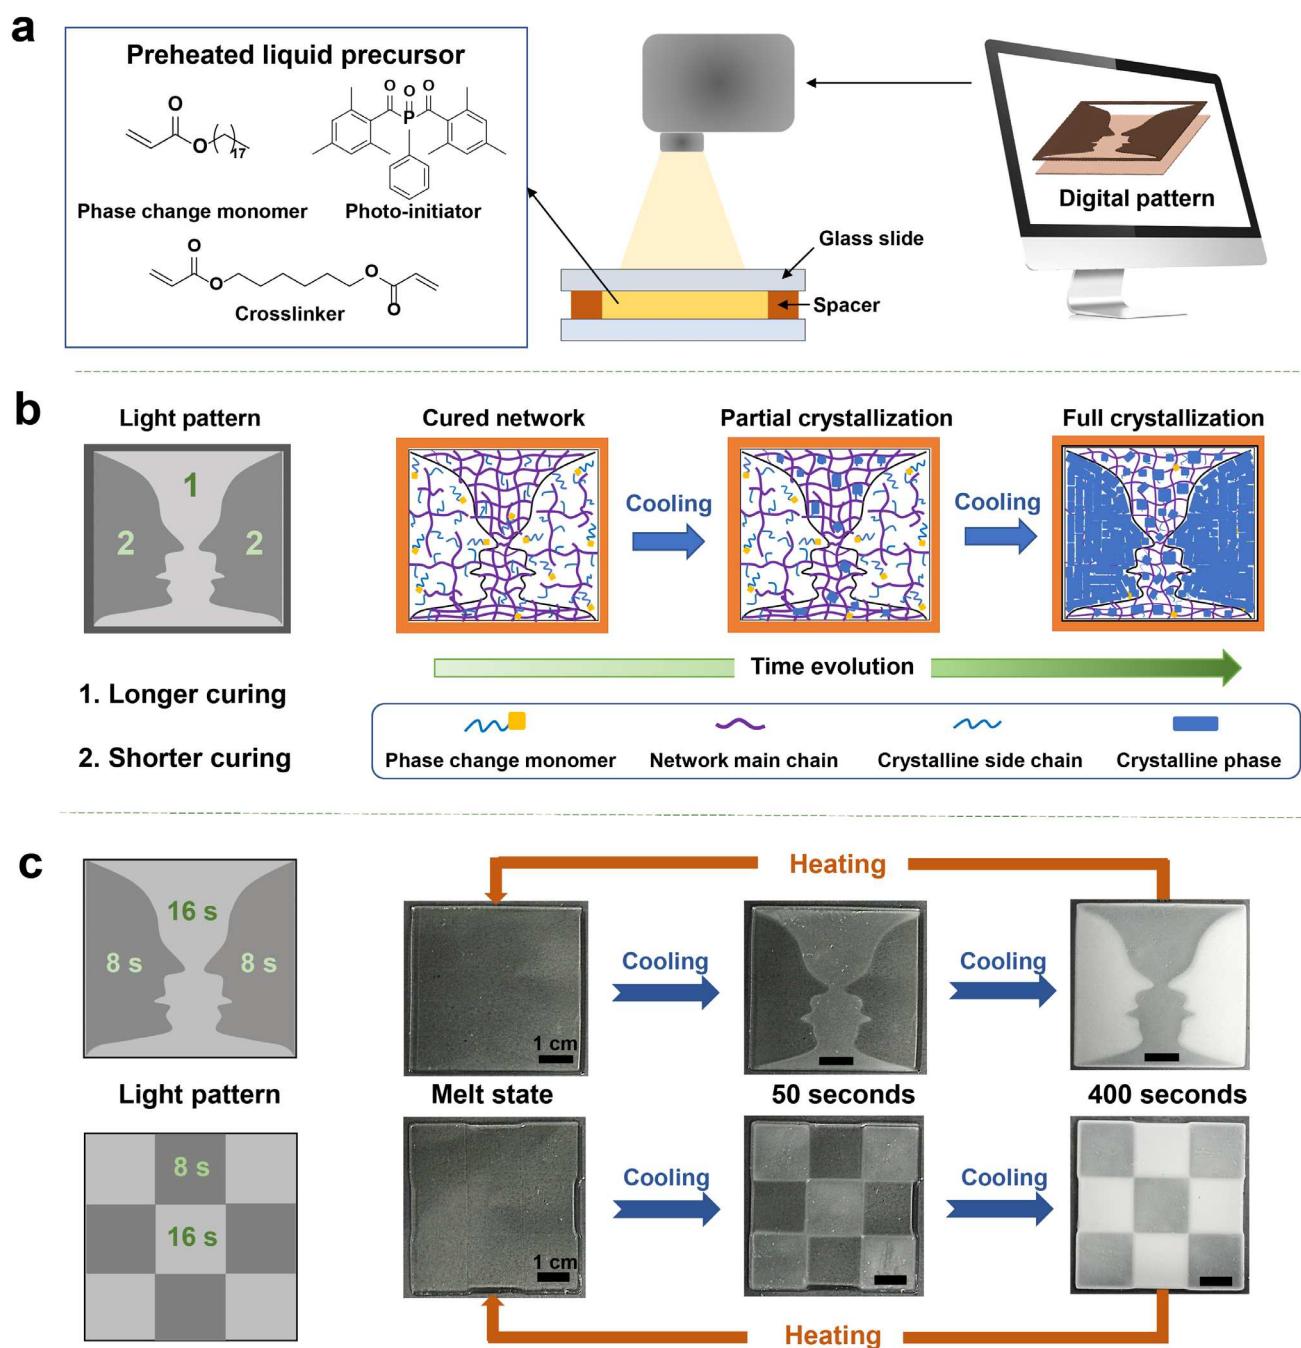 a
Preheated liquid precursor
O
O
17
O
O
O
P
Phase change monomer
Photo-initiator
O
O
O
O
Crosslinker
Glass slide
Spacer
Digital pattern
b
Light pattern
Cured network
Partial crystallization
Full crystallization
1
2
2
Cooling
Cooling
Time evolution
1. Longer curing
2. Shorter curing
Phase change monomer
Network main chain
Crystalline side chain
Crystalline phase
c
Heating
16 s
8 s
8 s
Cooling
Cooling
1 cm
Light pattern
Melt state
50 seconds
400 seconds
8 s
16 s
Cooling
Cooling
1 cm
Heating